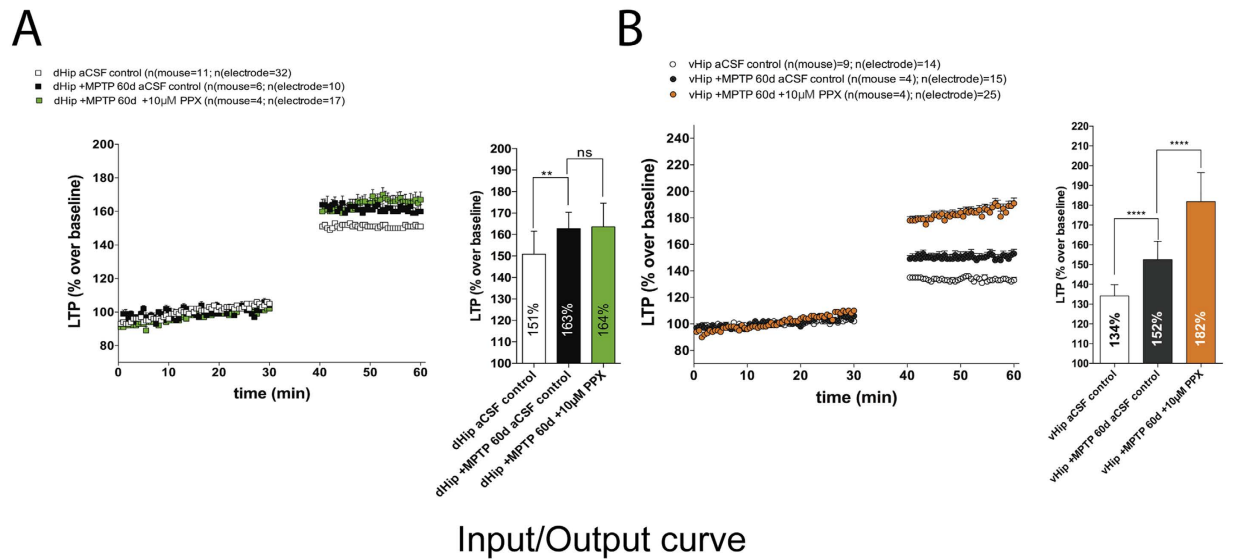 A
dHip aCSF control (n(mouse=11; n(electrode=32)
dHip +MPTP 60d aCSF control (n(mouse=6; n(electrode=10)
dHip +MPTP 60d +10µM PPX (n(mouse=4; n(electrode=17)
LTP (% over baseline)
200
180
160
140
120
100
80
0 10 20 30 40 50 60
time (min)
LTP (% over baseline)
200
190
180
170
160
150
140
130
120
110
100
**
ns
151%
163%
164%
dHip aCSF control
dHip +MPTP 60d aCSF control
dHip +MPTP 60d +10µM PPX
B
vHip aCSF control (n(mouse)=9; n(electrode)=14)
vHip +MPTP 60d aCSF control (n(mouse =4); n(electrode)=15)
vHip +MPTP 60d +10µM PPX (n(mouse=4); n(electrode)=25)
LTP (% over baseline)
240
220
200
180
160
140
120
100
80
0 10 20 30 40 50 60
time (min)
LTP (% over baseline)
220
210
200
190
180
170
160
150
140
130
120
110
100
****
****
134%
152%
182%
vHip aCSF control
vHip +MPTP 60d aCSF control
vHip +MPTP 60d +10µM PPX
Input/Output curve